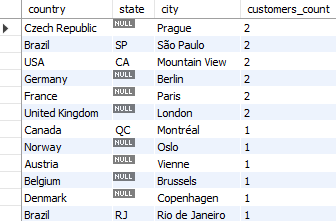 country state city customers_count
Czech Republic NULL Prague 2
Brazil SP São Paulo 2
USA CA Mountain View 2
Germany NULL Berlin 2
France NULL Paris 2
United Kingdom NULL London 2
Canada QC Montréal 1
Norway NULL Oslo 1
Austria NULL Vienne 1
Belgium NULL Brussels 1
Denmark NULL Copenhagen 1
Brazil RJ Rio de Janeiro 1